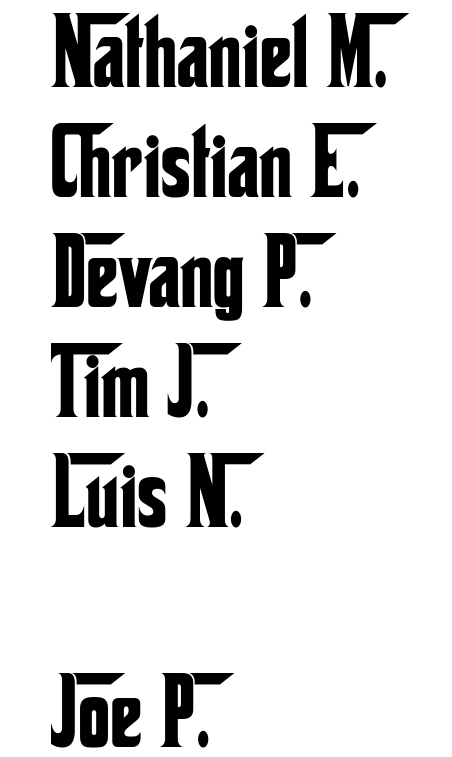 Nathaniel M.
Christian E.
Devang P.
Tim J.
Luis N.
Joe P.